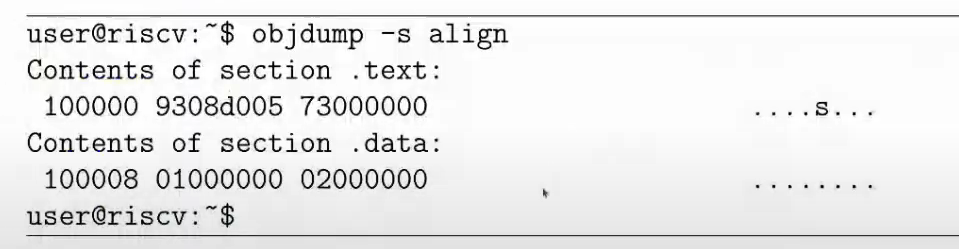 user@riscv:~$ objdump -s align
Contents of section .text:
 100000 9308d005 73000000                    ....s...
Contents of section .data:
 100008 01000000 02000000                    ........
user@riscv:~$